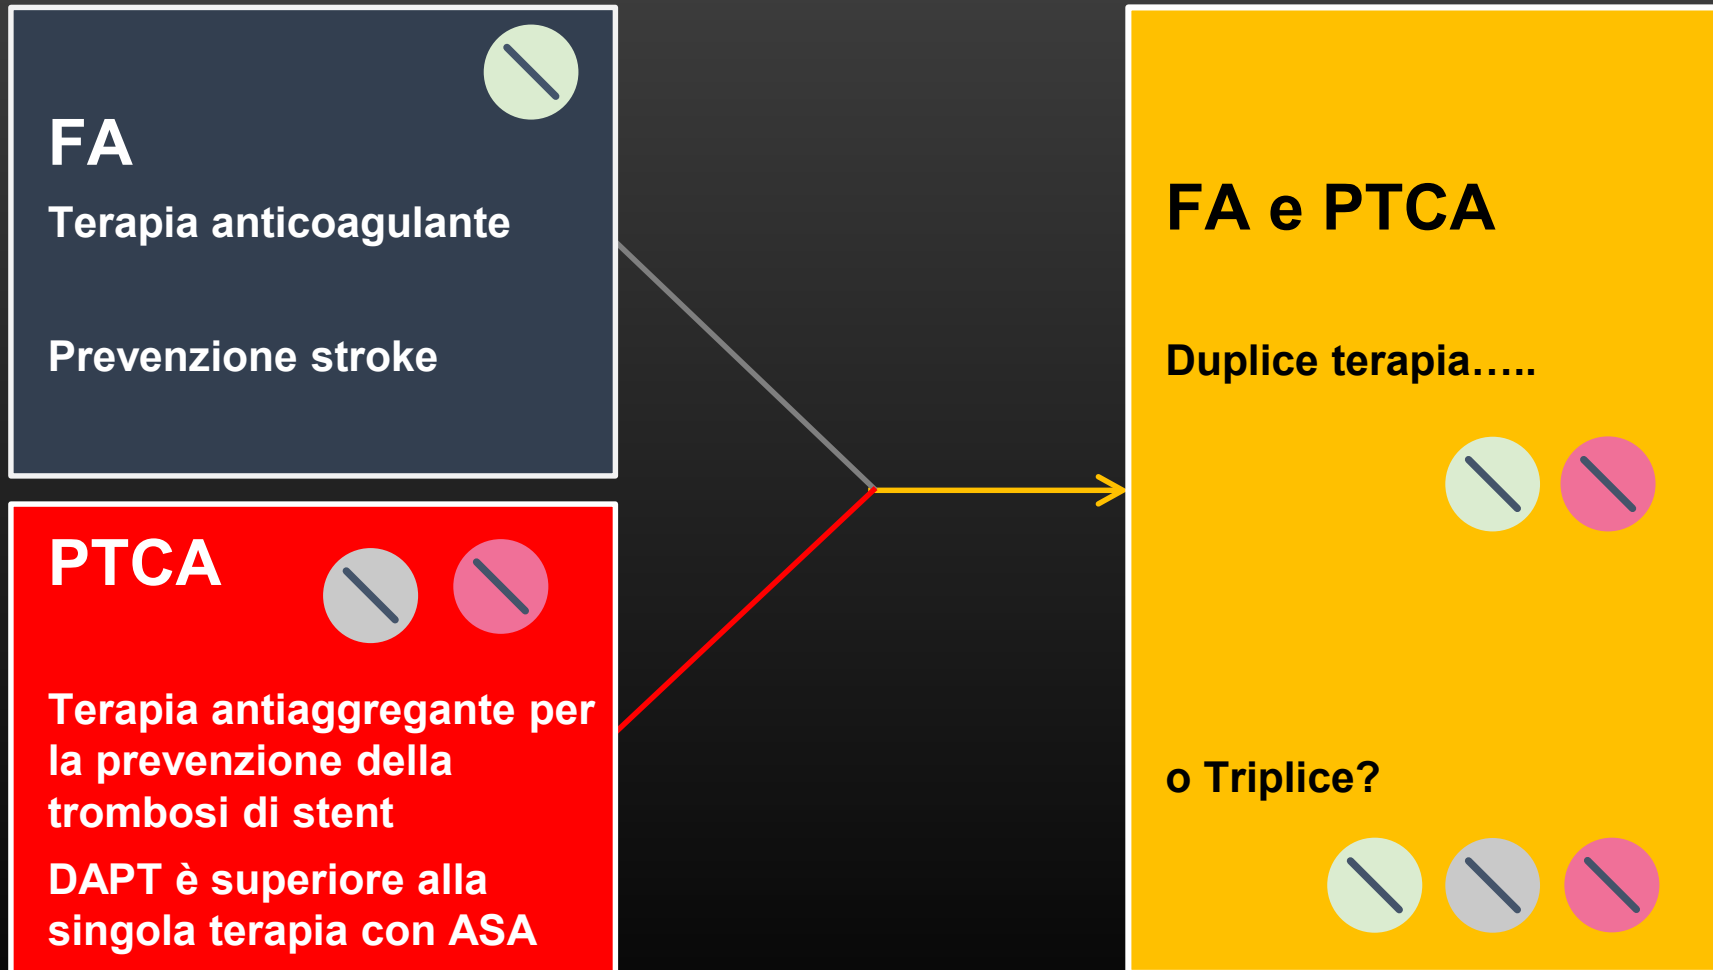 FA
Terapia anticoagulante
Prevenzione stroke
PTCA
Terapia antiaggregante per
la prevenzione della
trombosi di stent
DAPT è superiore alla
singola terapia con ASA
FA e PTCA
Duplice terapia…..
o Triplice?